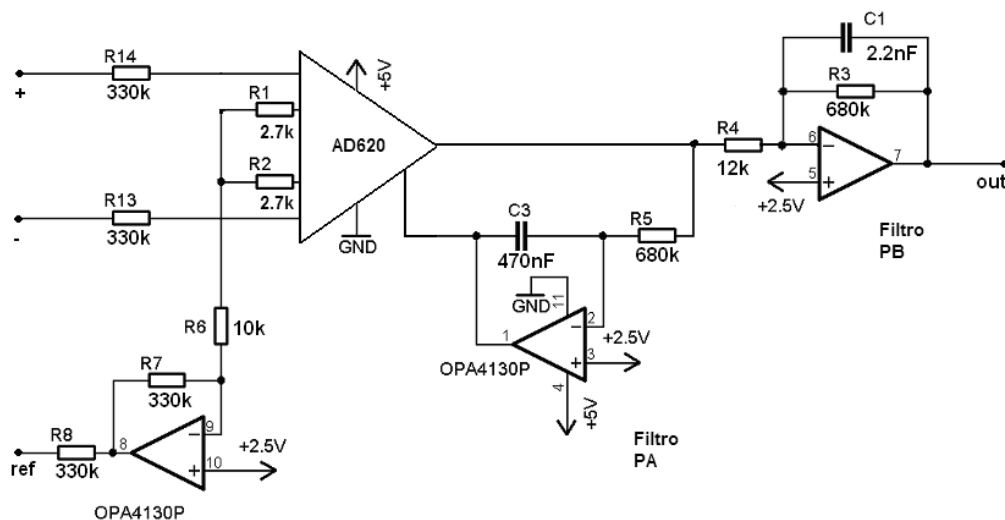 R14
330k
+
R1
2.7k
R2
2.7k
AD620
+5V
GND
R13
330k
-
C1
2.2nF
R3
680k
R4
12k
6
-
5
+
7
+2.5V
out
Filtro
PB
C3
470nF
R5
680k
GND
11
2
-
1
3
+
4
+2.5V
+5V
OPA4130P
Filtro
PA
R6
10k
R7
330k
R8
330k
ref
8
9
-
10
+
+2.5V
OPA4130P